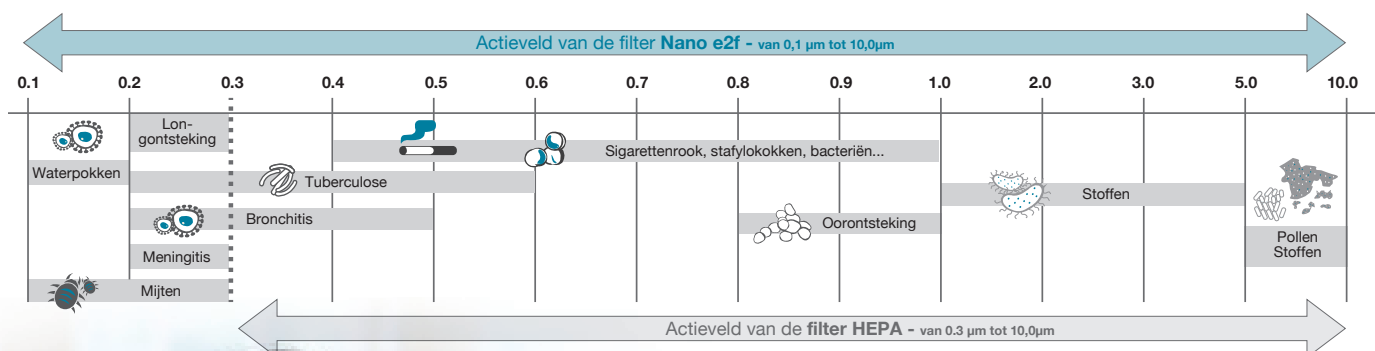 Actieveld van de filter Nano e2f - van 0,1 µm tot 10,0µm
0.1 0.2 0.3 0.4 0.5 0.6 0.8 0.9 1.0 2.0 3.0 5.0 10.0
Lon-
gontsteking
Sigarettenrook, stafylokokken, bacteriën...
Waterpokken
Tuberculose
Stoffen
Bronchitis
Oorontsteking
Pollen
Stoffen
Meningitis
Mijten
Actieveld van de filter HEPA - van 0.3 µm tot 10,0µm